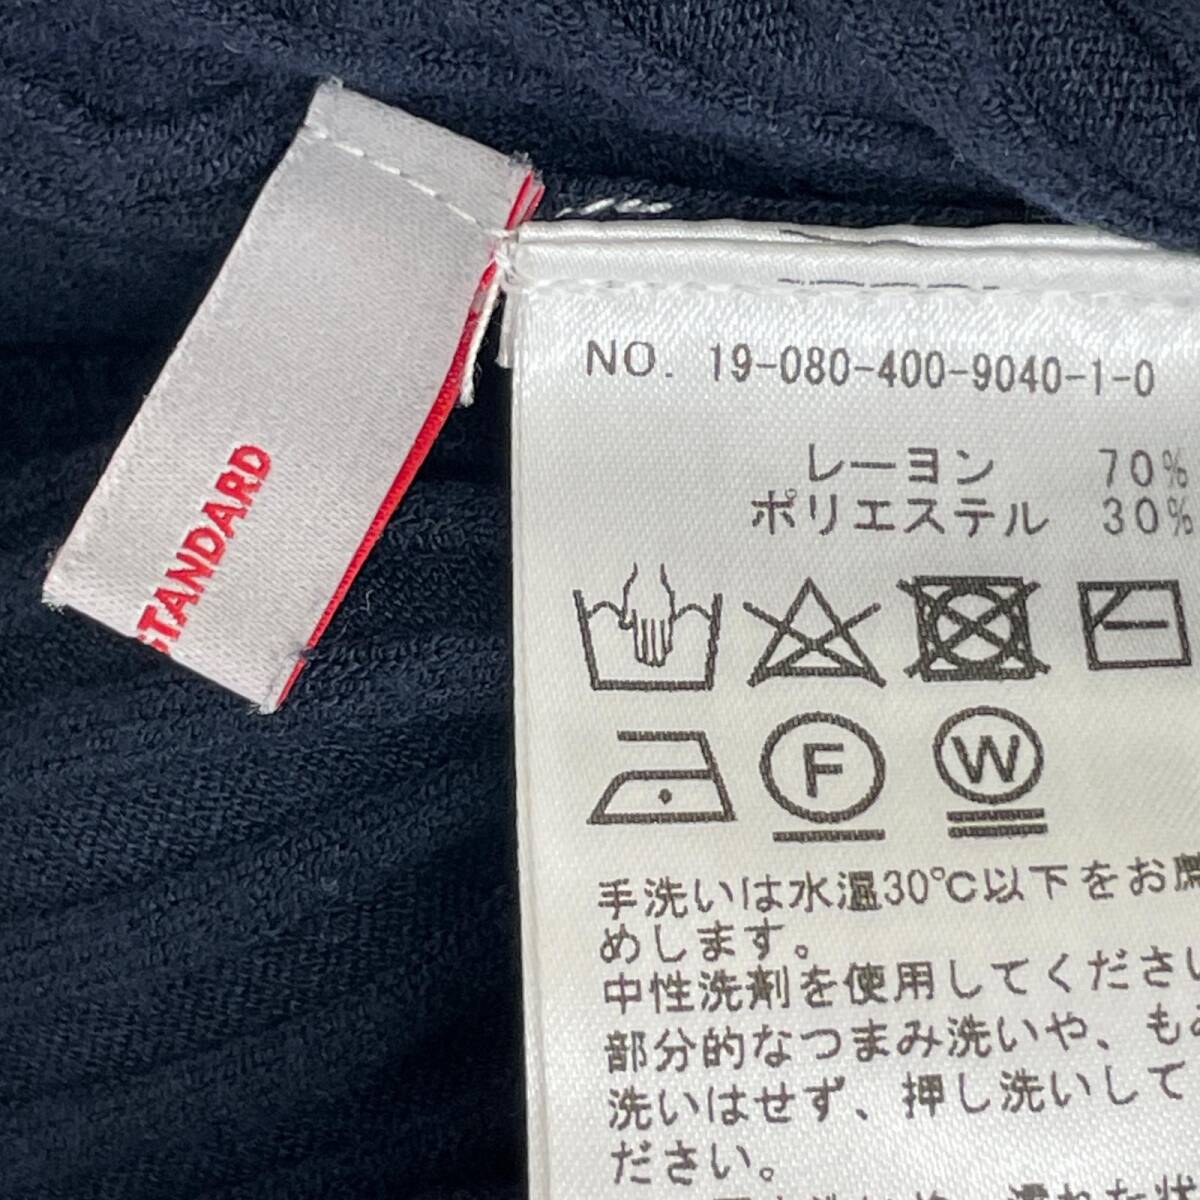 STANDARD
NO. 19-080-400-9040-1-0
レーヨン 70%
ポリエステル 30%
F
W
手洗いは水温30℃以下をお薦
めします。
中性洗剤を使用してください
部分的なつまみ洗いや、もみ
洗いはせず、押し洗いして
ださい。